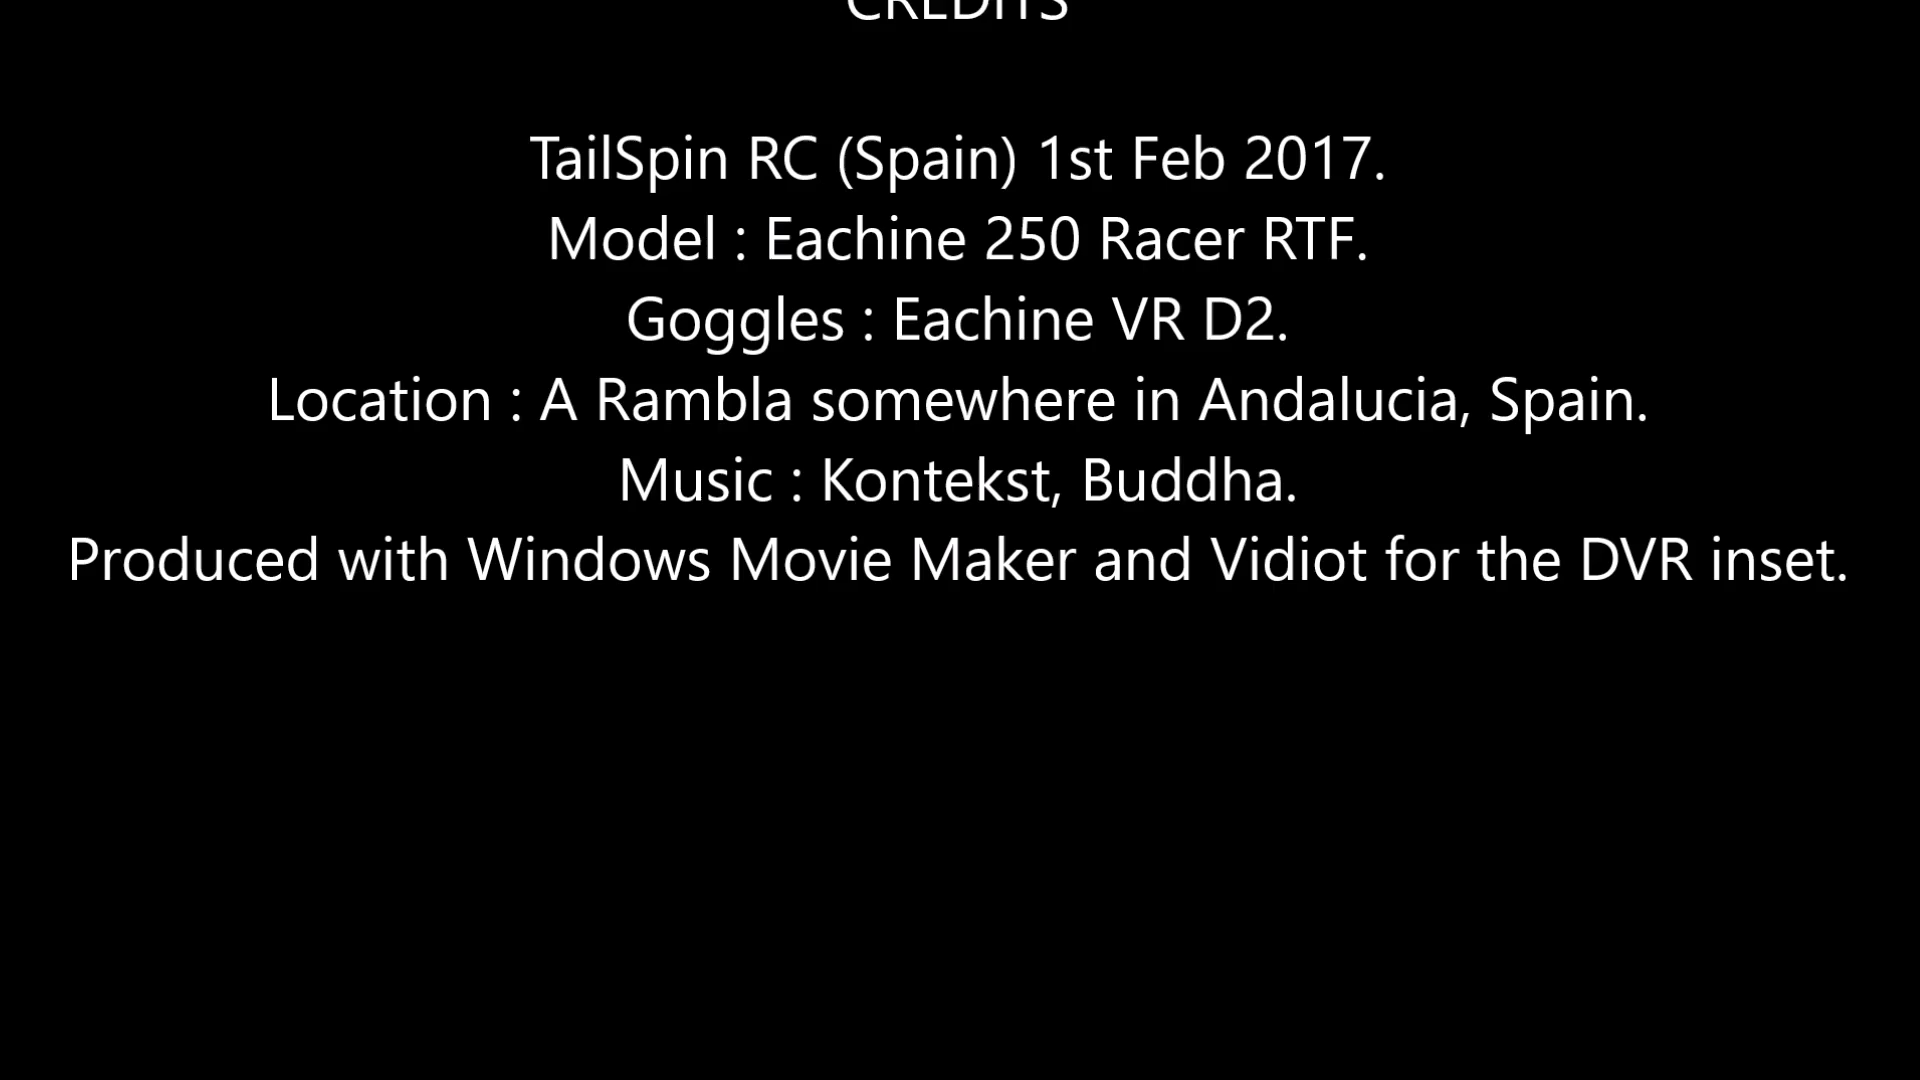 CREDITS
TailSpin RC (Spain) 1st Feb 2017.
Model : Eachine 250 Racer RTF.
Goggles : Eachine VR D2.
Location : A Rambla somewhere in Andalucia, Spain.
Music : Kontekst, Buddha.
Produced with Windows Movie Maker and Vidiot for the DVR inset.